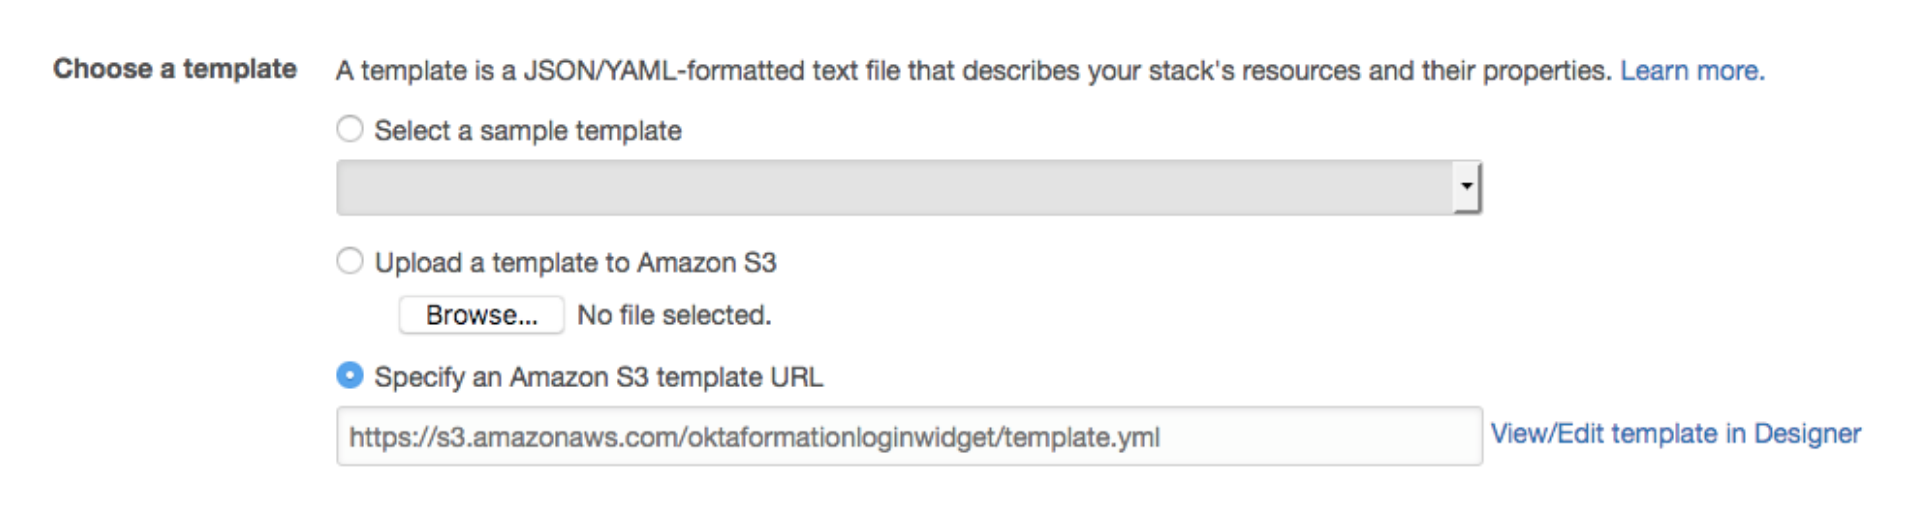 Choose a template
A template is a JSON/YAML-formatted text file that describes your stack's resources and their properties. Learn more.
Select a sample template
Upload a template to Amazon S3
Browse... No file selected.
Specify an Amazon S3 template URL
https://s3.amazonaws.com/oktaformationloginwidget/template.yml
View/Edit template in Designer